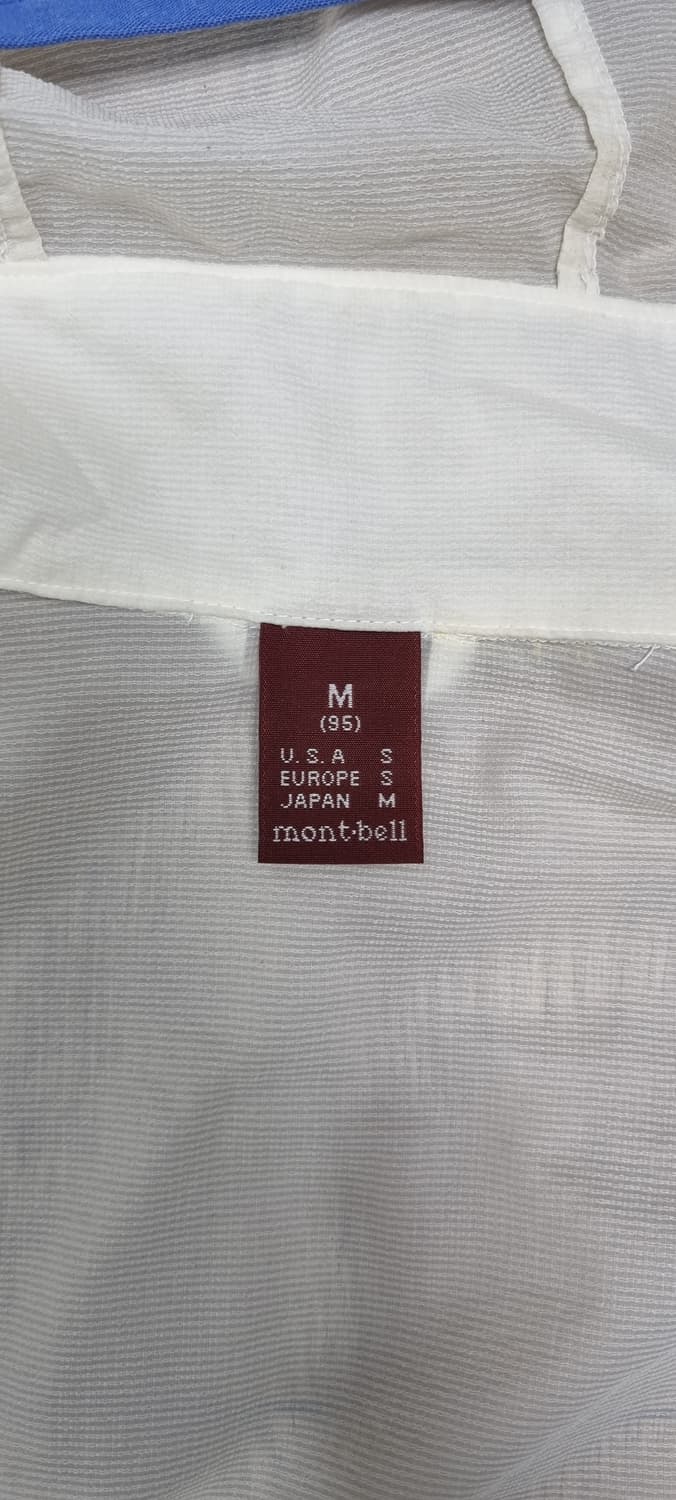 M
(95)
U.S.A S
EUROPE S
JAPAN M
mont·bell